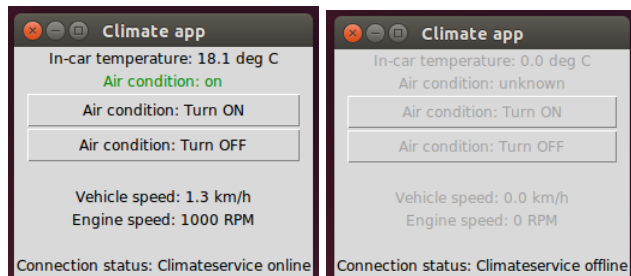 Climate app
In-car temperature: 18.1 deg C
Air condition: on
Air condition: Turn ON
Air condition: Turn OFF
Vehicle speed: 1.3 km/h
Engine speed: 1000 RPM
Connection status: Climateservice online
Climate app
In-car temperature: 0.0 deg C
Air condition: unknown
Air condition: Turn ON
Air condition: Turn OFF
Vehicle speed: 0.0 km/h
Engine speed: 0 RPM
Connection status: Climateservice offline